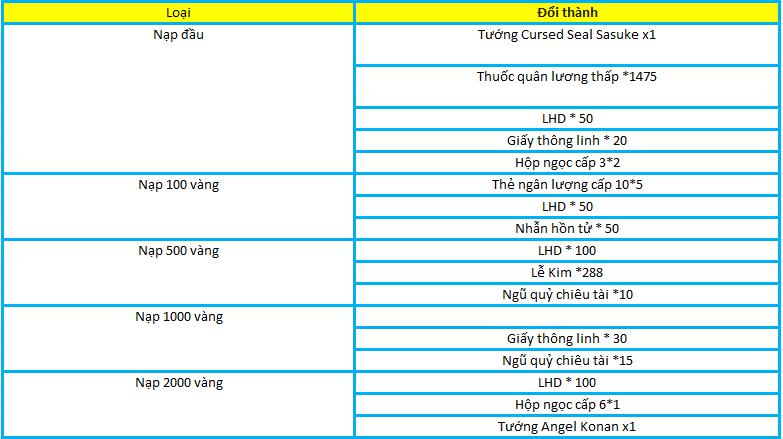 Loại Đổi thành
Nạp đầu Tướng Cursed Seal Sasuke x1
Thuốc quân lương thấp *1475
LHD * 50
Giấy thông linh * 20
Hộp ngọc cấp 3*2
Nạp 100 vàng Thẻ ngân lượng cấp 10*5
LHD * 50
Nhẫn hồn tử * 50
Nạp 500 vàng LHD * 100
Lễ Kim *288
Ngũ quỷ chiêu tài *10
Nạp 1000 vàng
Giấy thông linh * 30
Ngũ quỷ chiêu tài *15
Nạp 2000 vàng LHD * 100
Hộp ngọc cấp 6*1
Tướng Angel Konan x1